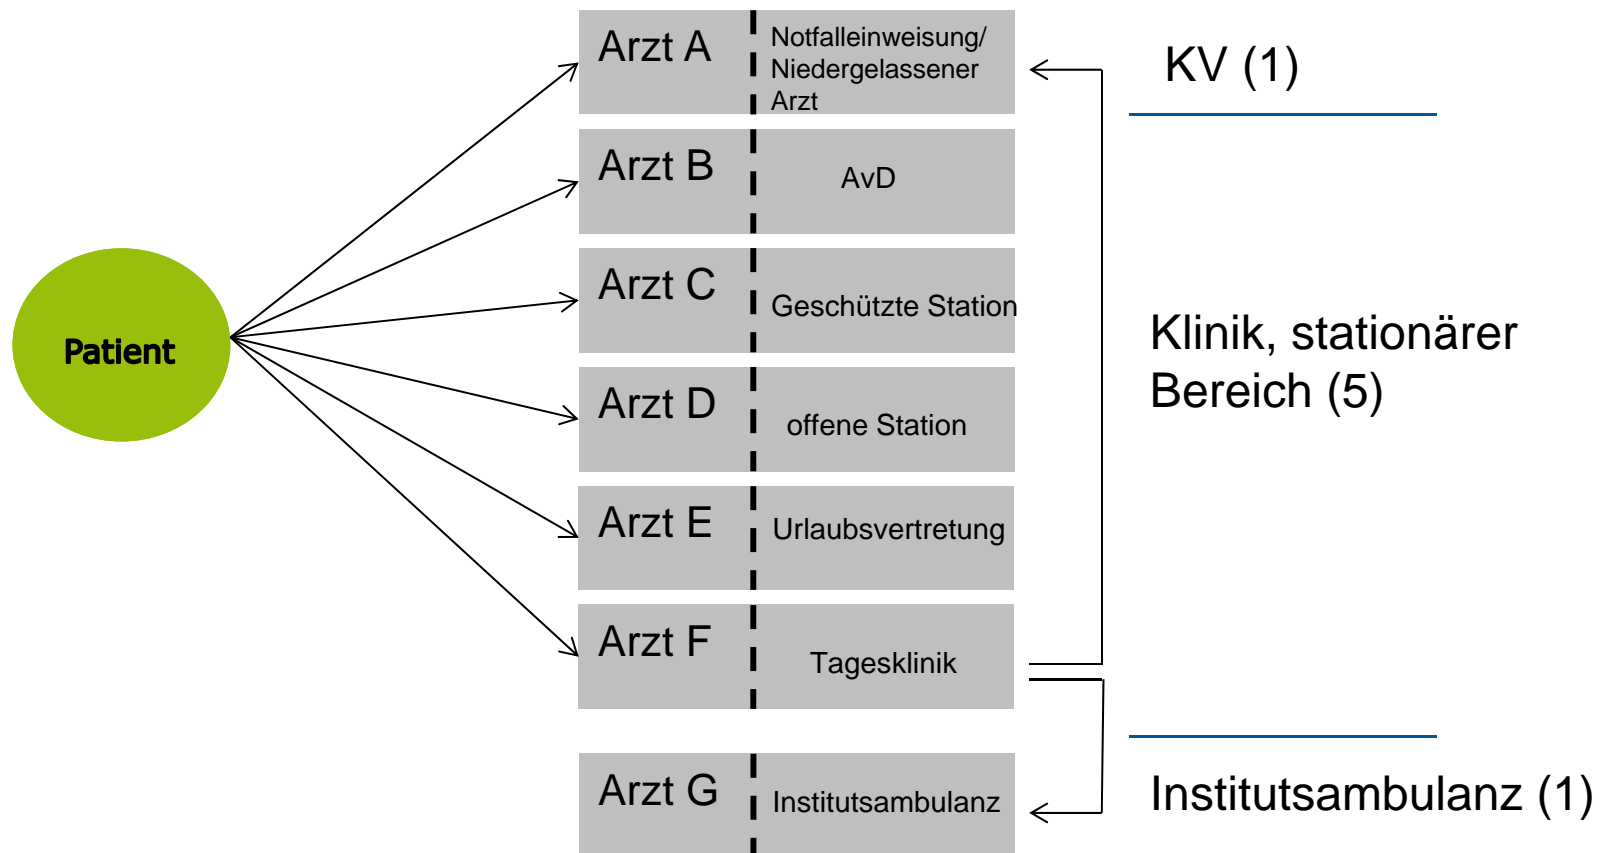 Patient
Arzt A
Notfalleinweisung/
Niedergelassener
Arzt
Arzt B
AvD
Arzt C
Geschützte Station
Arzt D
offene Station
Arzt E
Urlaubsvertretung
Arzt F
Tagesklinik
Arzt G
Institutsambulanz
KV (1)
Klinik, stationärer
Bereich (5)
Institutsambulanz (1)